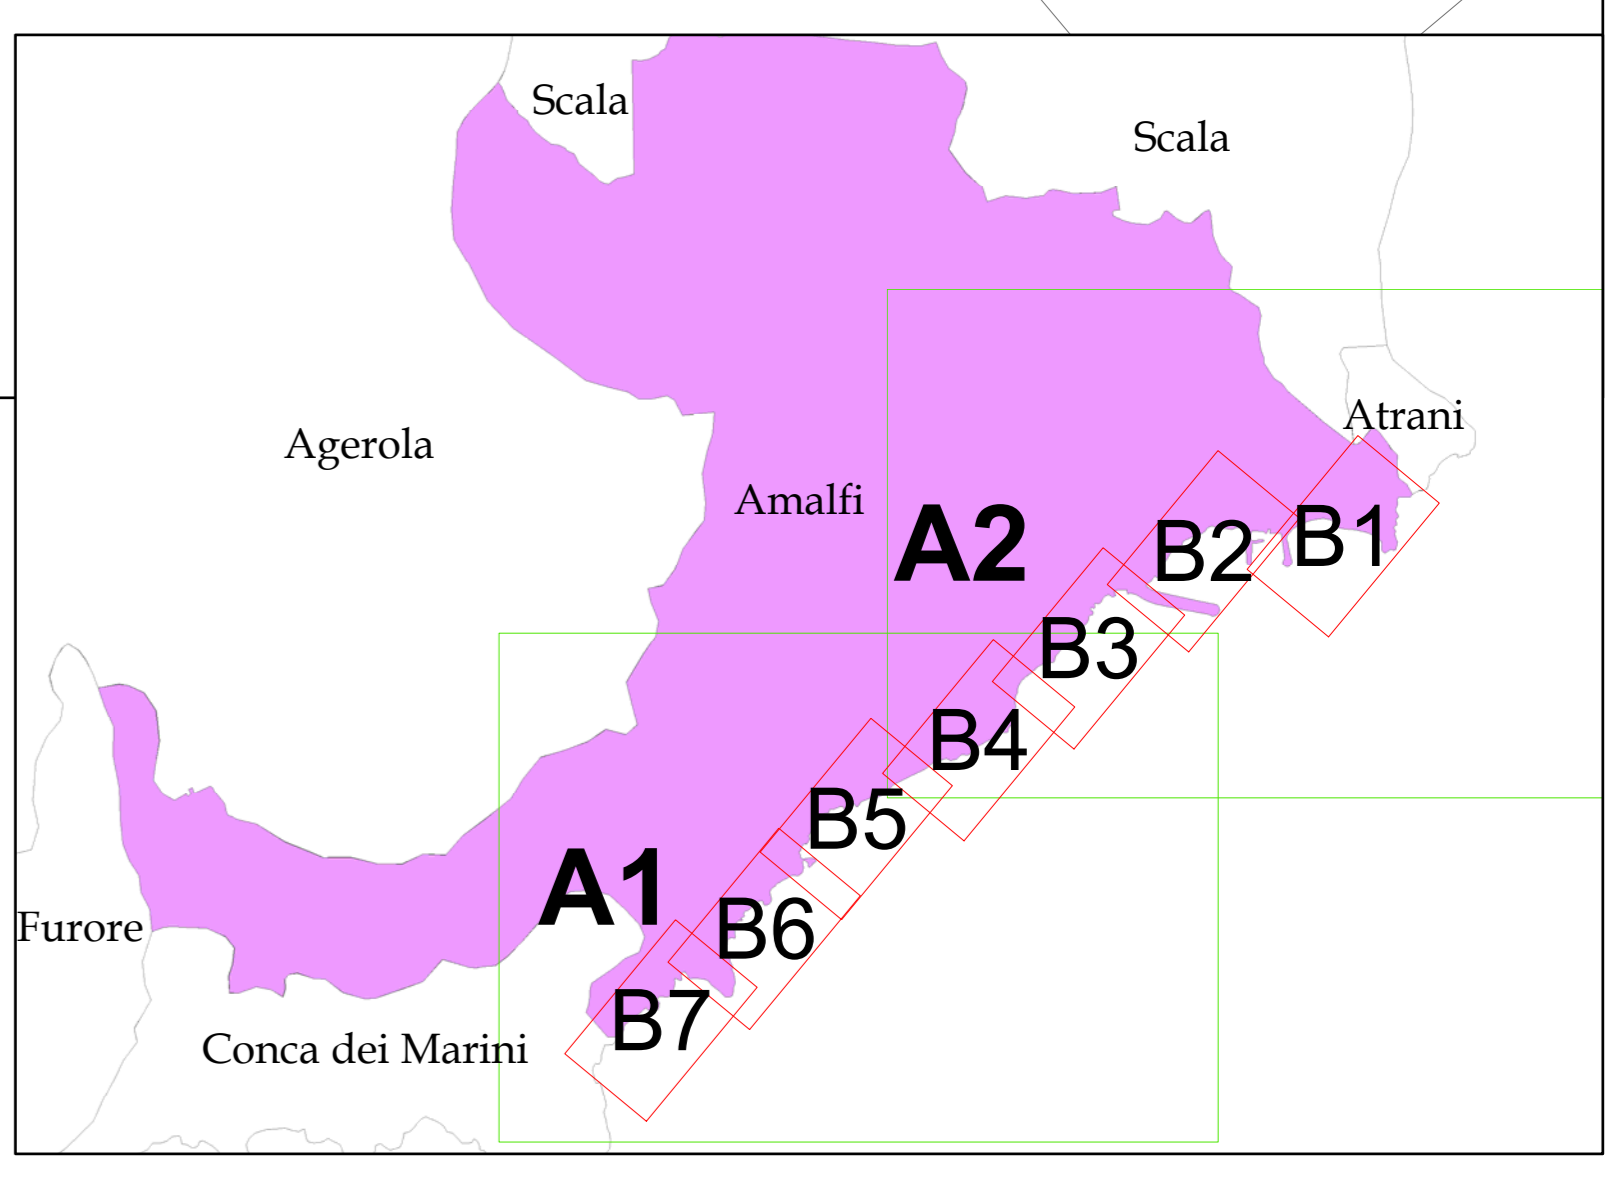 Scala
Scala
Atrani
Agerola
Amalfi
A2
B1
B2
B3
B4
B5
A1
B6
Furore
B7
Conca dei Marini